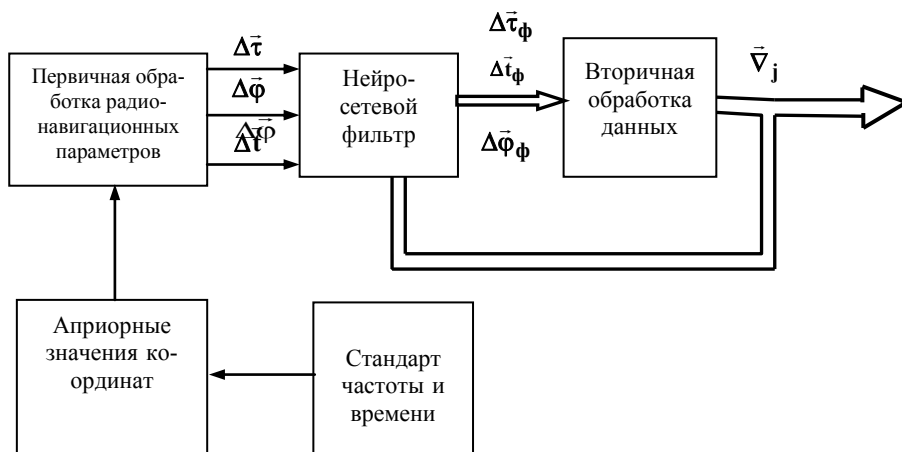 Δτ⃗
Первичная обра-
ботка радио-
навигационных
параметров
Δφ⃗
Δφ⃗
Δt⃗
Нейро-
сетевой
фильтр
Δτ⃗ф
Δt⃗ф
Δφ⃗ф
Вторичная
обработка
данных
∇⃗j
Априорные
значения ко-
ординат
Стандарт
частоты и
времени